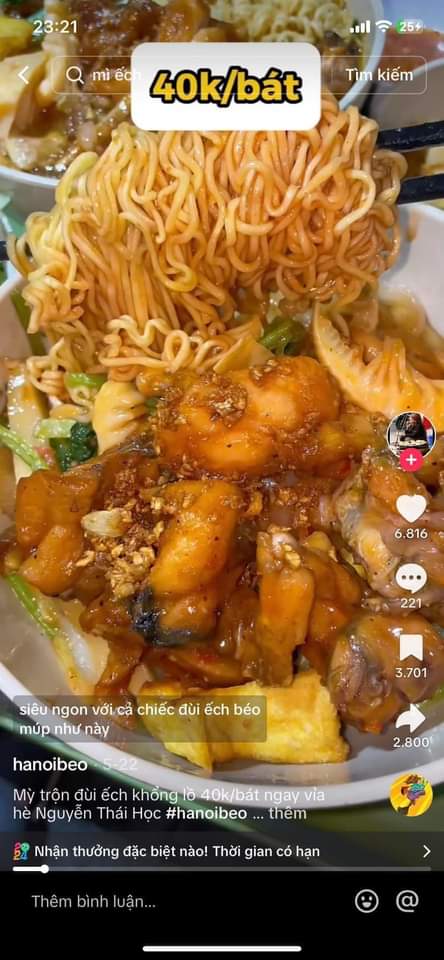 23:21
25
mì ếch
Tìm kiếm
40k/bát
6.816
221
3.701
siêu ngon với cả chiếc đùi ếch béo
múp như này
2.800
hanoibeo · 5-22
Mỳ trộn đùi ếch khổng lồ 40k/bát ngay vỉa
hè Nguyễn Thái Học #hanoibeo ... thêm
Nhận thưởng đặc biệt nào! Thời gian có hạn
Thêm bình luận...